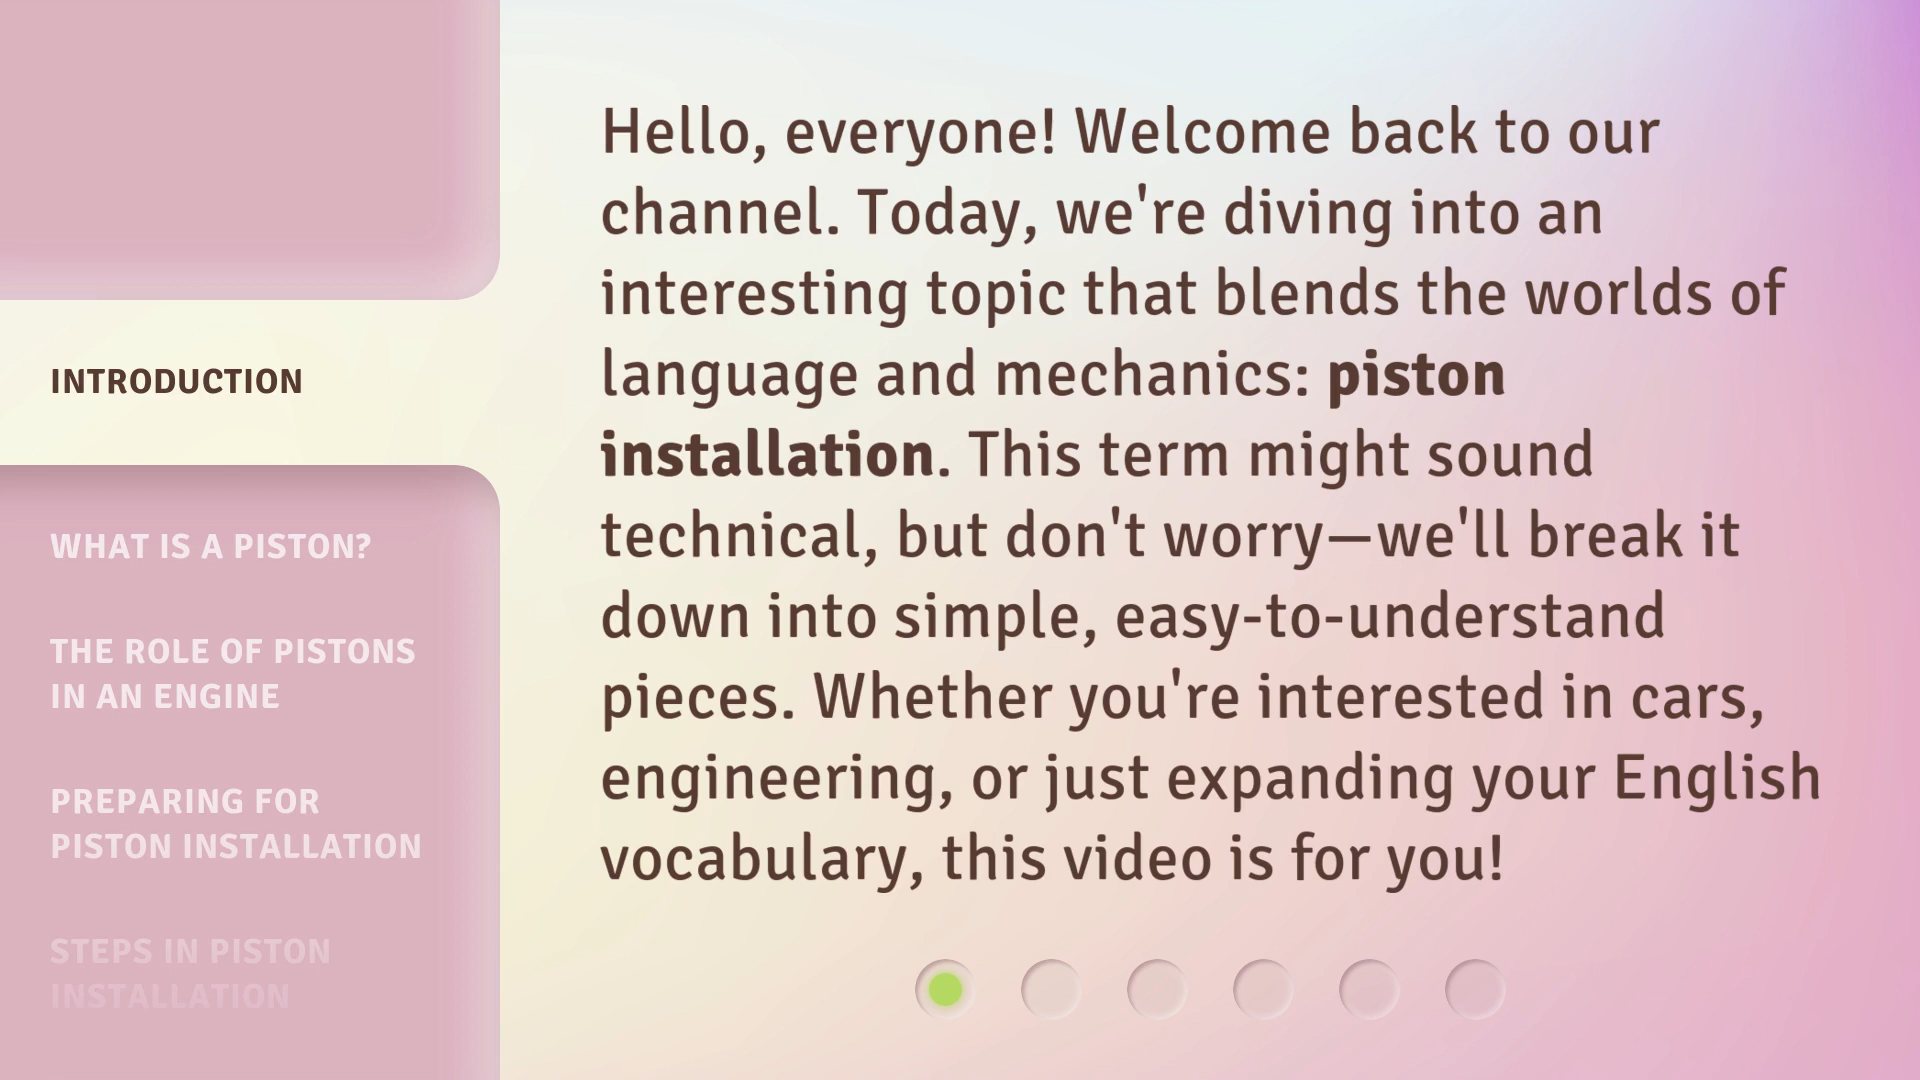 INTRODUCTION
WHAT IS A PISTON?
THE ROLE OF PISTONS
IN AN ENGINE
PREPARING FOR
PISTON INSTALLATION
STEPS IN PISTON
INSTALLATION
Hello, everyone! Welcome back to our
channel. Today, we're diving into an
interesting topic that blends the worlds of
language and mechanics: piston
installation. This term might sound
technical, but don't worry—we'll break it
down into simple, easy-to-understand
pieces. Whether you're interested in cars,
engineering, or just expanding your English
vocabulary, this video is for you!